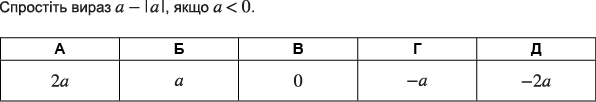 Спростіть вираз a − |a|, якщо a < 0.
А Б В Г Д
2a a 0 −a −2a